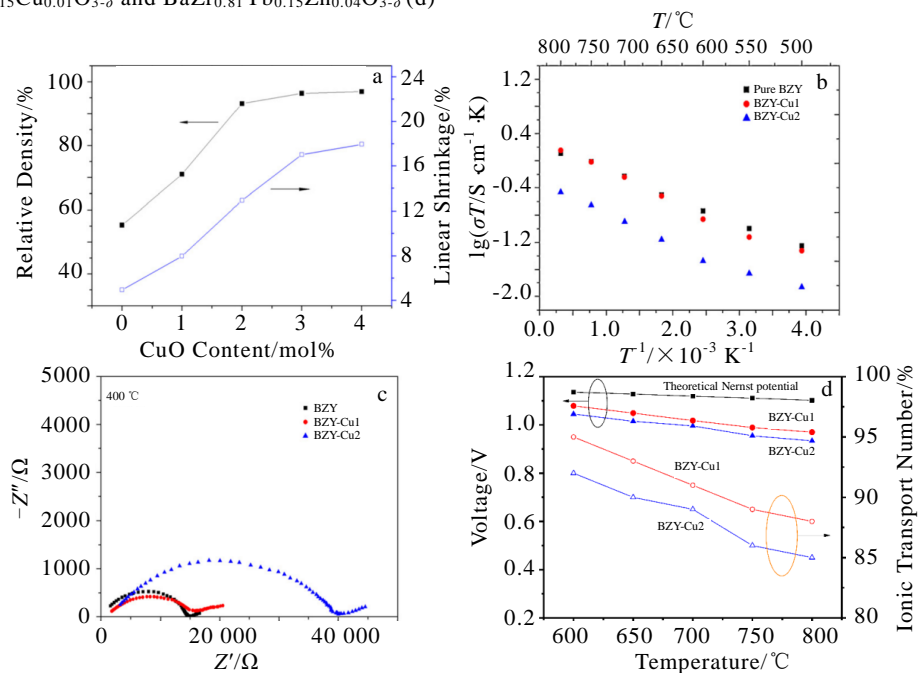 15Cu0.01O3-δ and BaZr0.81Yb0.15Zn0.04O3-δ (d)
a
Relative Density/%
100
80
60
40
24
20
16
12
8
4
Linear Shrinkage/%
0 1 2 3 4
CuO Content/mol%
T/℃
800 750 700 650 600 550 500
b
Pure BZY
BZY-Cu1
BZY-Cu2
lg(σT/S·cm-1·K)
1.2
0.4
-0.4
-1.2
-2.0
0.0 1.0 2.0 3.0 4.0
T-1/×10-3 K-1
c
400 ℃
BZY
BZY-Cu1
BZY-Cu2
-Z″/Ω
5000
4000
3000
2000
1000
0
0 20 000 40 000
Z′/Ω
d
Theoretical Nernst potential
BZY-Cu1
BZY-Cu2
BZY-Cu1
BZY-Cu2
Voltage/V
1.2
1.0
0.8
0.6
0.4
0.2
100
95
90
85
80
Ionic Transport Number/%
600 650 700 750 800
Temperature/℃